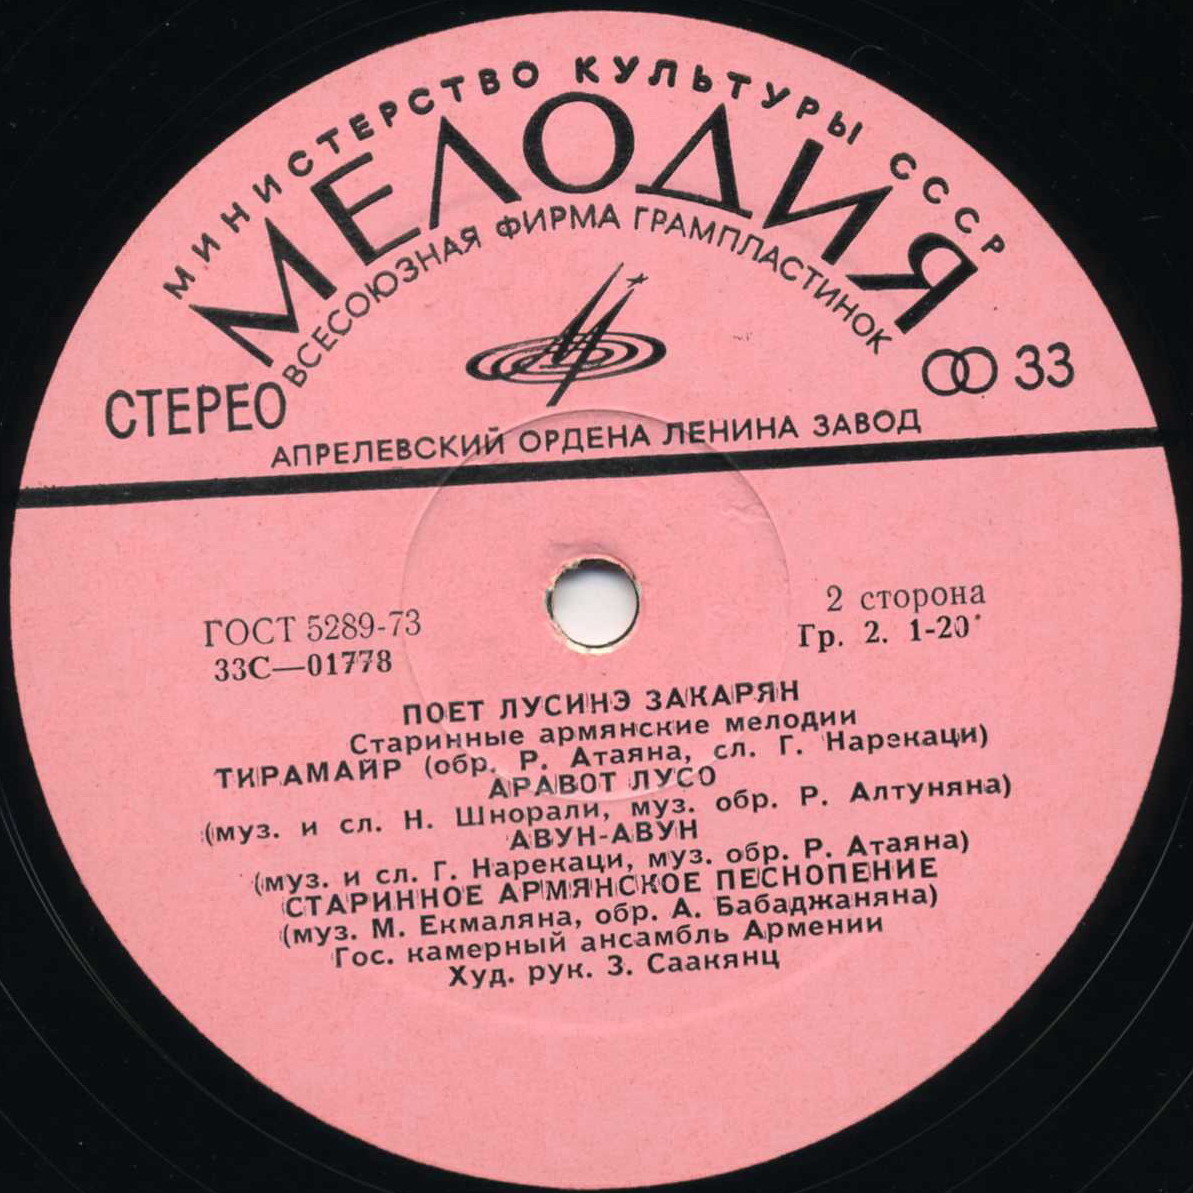 МИНИСТЕРСТВО КУЛЬТУРЫ СССР
МЕЛОДИЯ
ВСЕСОЮЗНАЯ ФИРМА ГРАМПЛАСТИНОК
СТЕРЕО
33
АПРЕЛЕВСКИЙ ОРДЕНА ЛЕНИНА ЗАВОД
ГОСТ 5289-73
33С—01778
2 сторона
Гр. 2. 1-20
ПОЕТ ЛУСИНЭ ЗАКАРЯН
Старинные армянские мелодии
ТИРАМАЙР (обр. Р. Атаяна, сл. Г. Нарекаци)
АРАВОТ ЛУСО
(муз. и сл. Н. Шнорали, муз. обр. Р. Алтуняна)
АВУН-АВУН
(муз. и сл. Г. Нарекаци, муз. обр. Р. Атаяна)
СТАРИННОЕ АРМЯНСКОЕ ПЕСНОПЕНИЕ
(муз. М. Екмаляна, обр. А. Бабаджаняна)
Гос. камерный ансамбль Армении
Худ. рук. З. Саакянц